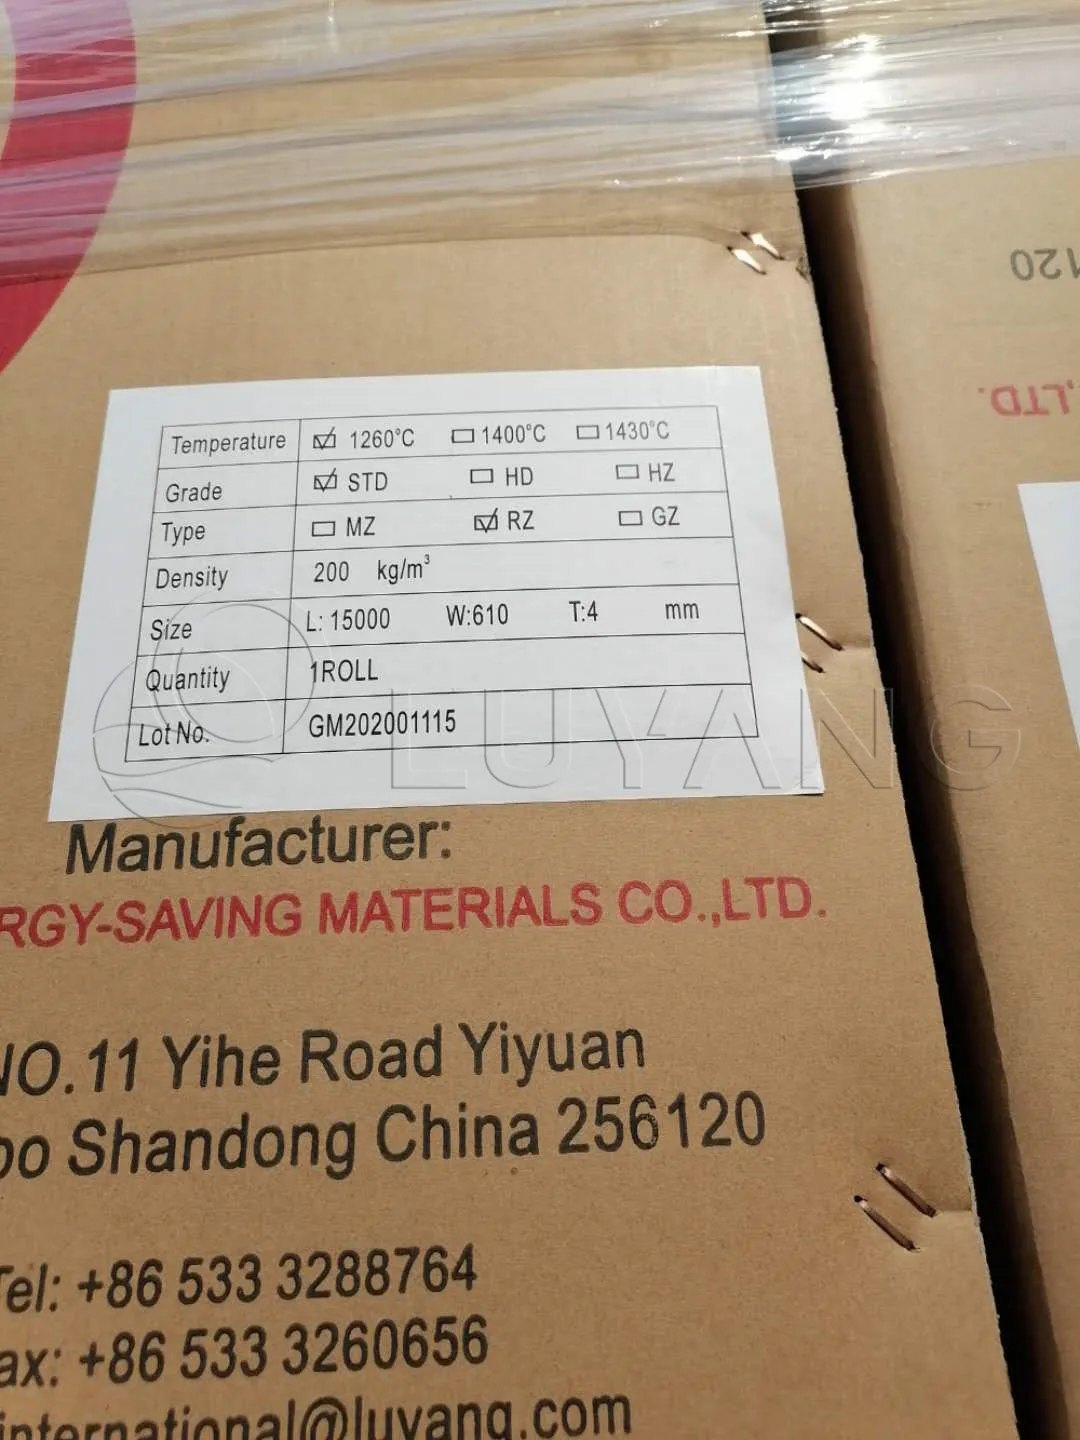 Temperature ☑ 1260°C ☐ 1400°C ☐ 1430°C
Grade ☑ STD ☐ HD ☐ HZ
Type ☐ MZ ☑ RZ ☐ GZ
Density 200 kg/m³
Size L: 15000 W:610 T:4 mm
Quantity 1ROLL
Lot No. GM202001115
LUYANG
Manufacturer:
RGY-SAVING MATERIALS CO.,LTD.
NO.11 Yihe Road Yiyuan
bo Shandong China 256120
Tel: +86 533 3288764
ax: +86 533 3260656
international@luyang.com
120
,LTD.